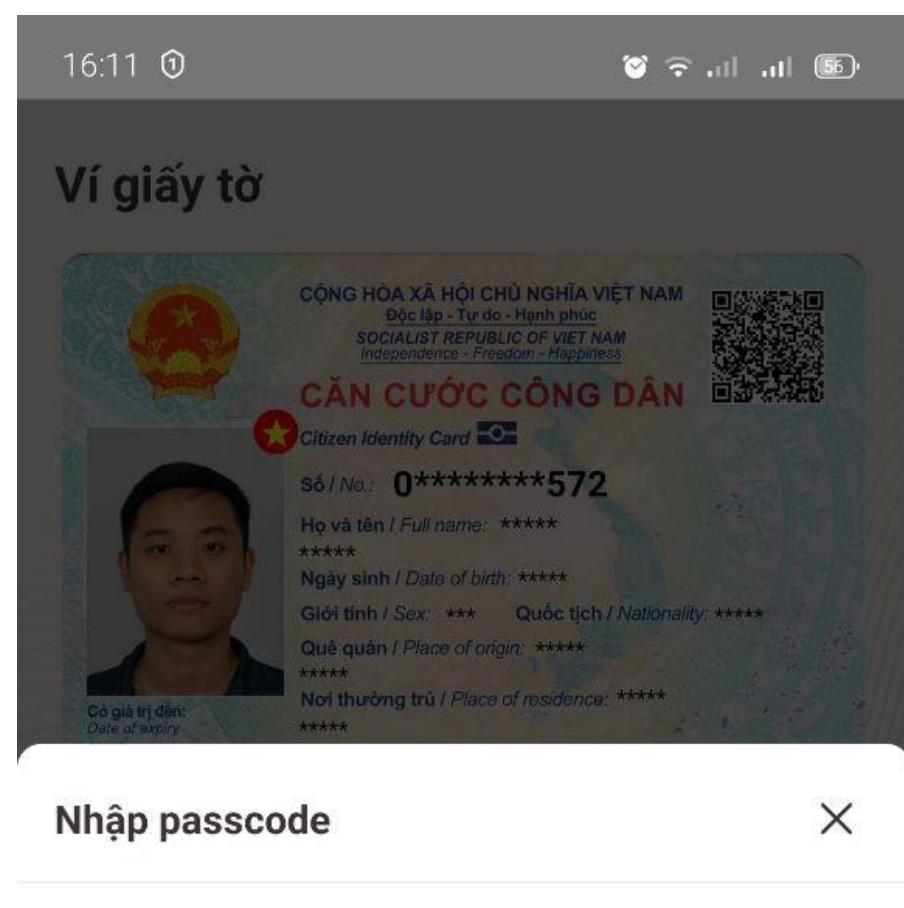 16:11
56
Ví giấy tờ
CỘNG HÒA XÃ HỘI CHỦ NGHĨA VIỆT NAM
Độc lập - Tự do - Hạnh phúc
SOCIALIST REPUBLIC OF VIET NAM
Independence - Freedom - Happiness
CĂN CƯỚC CÔNG DÂN
Citizen Identity Card
Số / No.: 0********572
Họ và tên / Full name: *****
*****
Ngày sinh / Date of birth: *****
Giới tính / Sex: *** Quốc tịch / Nationality: *****
Quê quán / Place of origin: *****
*****
Nơi thường trú / Place of residence: *****
*****
Có giá trị đến:
Date of expiry
Nhập passcode